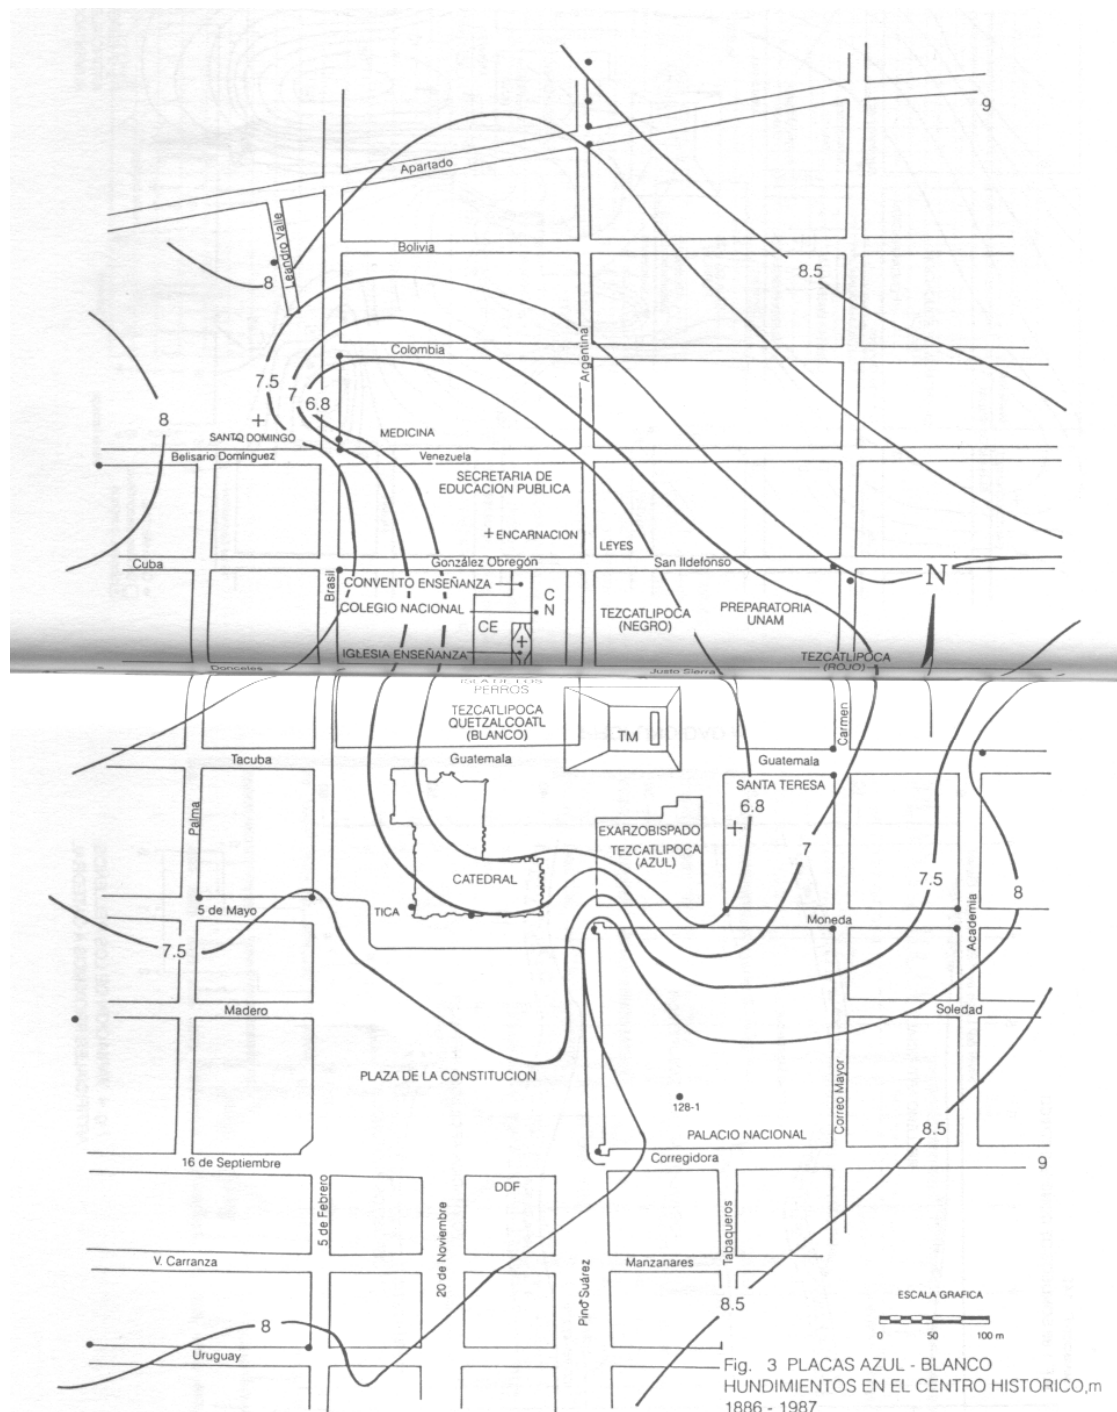 9
Apartado
Leandro Valle
Bolivia
8.5
8
Argentina
Colombia
7.5
7
6.8
8
SANTO DOMINGO
MEDICINA
Belisario Domínguez
Venezuela
SECRETARIA DE
EDUCACION PUBLICA
ENCARNACION
LEYES
Cuba
González Obregón
San Ildefonso
N
Brasil
CONVENTO ENSEÑANZA
COLEGIO NACIONAL
C
N
CE
IGLESIA ENSEÑANZA
TEZCATLIPOCA
(NEGRO)
PREPARATORIA
UNAM
TEZCATLIPOCA
(ROJO)
Donceles
Justo Sierra
ISLA DE LOS
PERROS
TEZCATLIPOCA
QUETZALCOATL
(BLANCO)
TM
Carmen
Tacuba
Guatemala
Guatemala
SANTA TERESA
6.8
Palma
EXARZOBISPADO
TEZCATLIPOCA
(AZUL)
7
CATEDRAL
7.5
8
TICA
5 de Mayo
Moneda
Academia
7.5
Madero
Soledad
PLAZA DE LA CONSTITUCION
128-1
Correo Mayor
PALACIO NACIONAL
8.5
16 de Septiembre
Corregidora
9
5 de Febrero
20 de Noviembre
DDF
Tabaqueros
V. Carranza
Manzanares
Pino Suárez
8.5
8
Uruguay
ESCALA GRAFICA
0 50 100 m
Fig. 3 PLACAS AZUL - BLANCO
HUNDIMIENTOS EN EL CENTRO HISTORICO,m
1886 - 1987